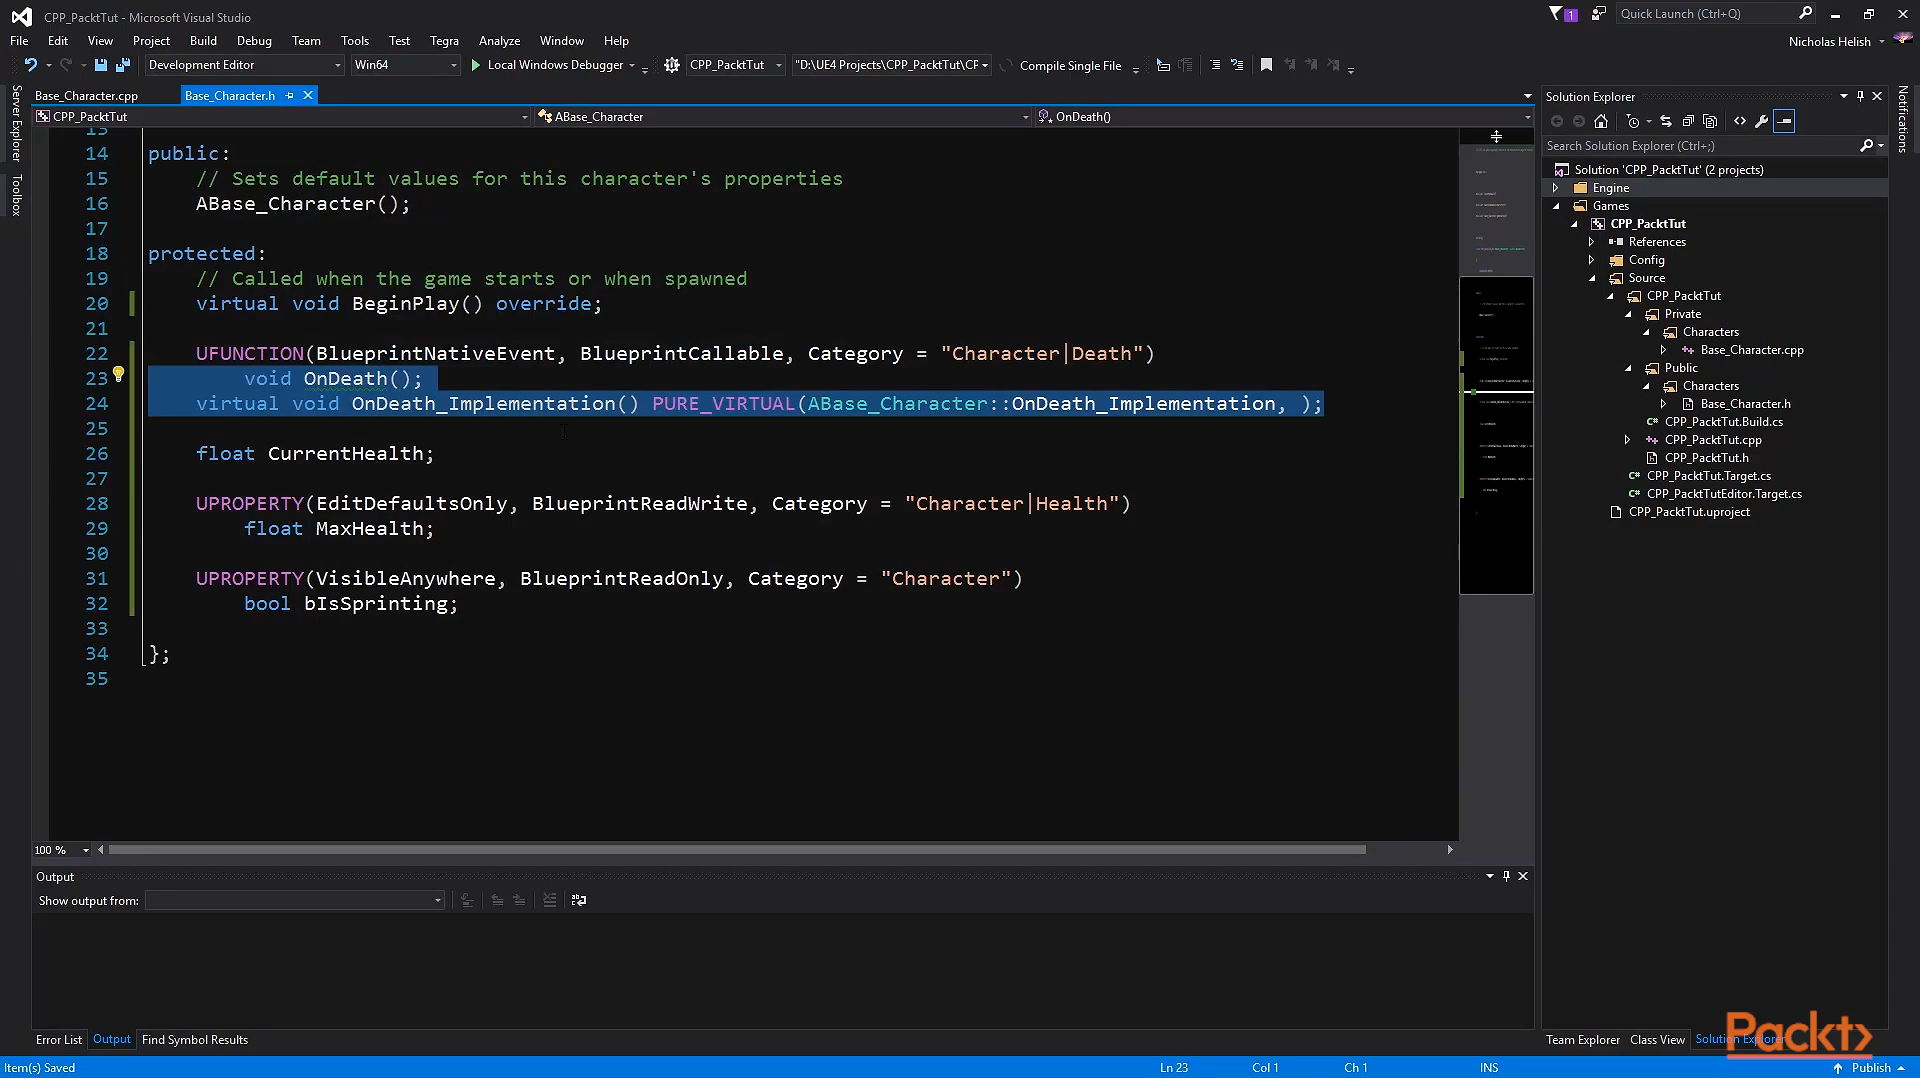 CPP_PacktTut - Microsoft Visual Studio
1
Quick Launch (Ctrl+Q)
File Edit View Project Build Debug Team Tools Test Tegra Analyze Window Help
Nicholas Helish
Development Editor Win64 Local Windows Debugger CPP_PacktTut "D:\UE4 Projects\CPP_PacktTut\CF Compile Single File
Server Explorer
Toolbox
Base_Character.cpp Base_Character.h
CPP_PacktTut ABase_Character OnDeath()
13
14 public:
15 // Sets default values for this character's properties
16 ABase_Character();
17
18 protected:
19 // Called when the game starts or when spawned
20 virtual void BeginPlay() override;
21
22 UFUNCTION(BlueprintNativeEvent, BlueprintCallable, Category = "Character|Death")
23 void OnDeath();
24 virtual void OnDeath_Implementation() PURE_VIRTUAL(ABase_Character::OnDeath_Implementation, );
25
26 float CurrentHealth;
27
28 UPROPERTY(EditDefaultsOnly, BlueprintReadWrite, Category = "Character|Health")
29 float MaxHealth;
30
31 UPROPERTY(VisibleAnywhere, BlueprintReadOnly, Category = "Character")
32 bool bIsSprinting;
33
34 };
35
100 %
Output
Show output from:
Error List Output Find Symbol Results
Solution Explorer
Search Solution Explorer (Ctrl+;)
Solution 'CPP_PacktTut' (2 projects)
Engine
Games
CPP_PacktTut
References
Config
Source
CPP_PacktTut
Private
Characters
Base_Character.cpp
Public
Characters
Base_Character.h
CPP_PacktTut.Build.cs
CPP_PacktTut.cpp
CPP_PacktTut.h
CPP_PacktTut.Target.cs
CPP_PacktTutEditor.Target.cs
CPP_PacktTut.uproject
Notifications
Team Explorer Class View Solution Explorer
Packt>
Item(s) Saved Ln 23 Col 1 Ch 1 INS Publish